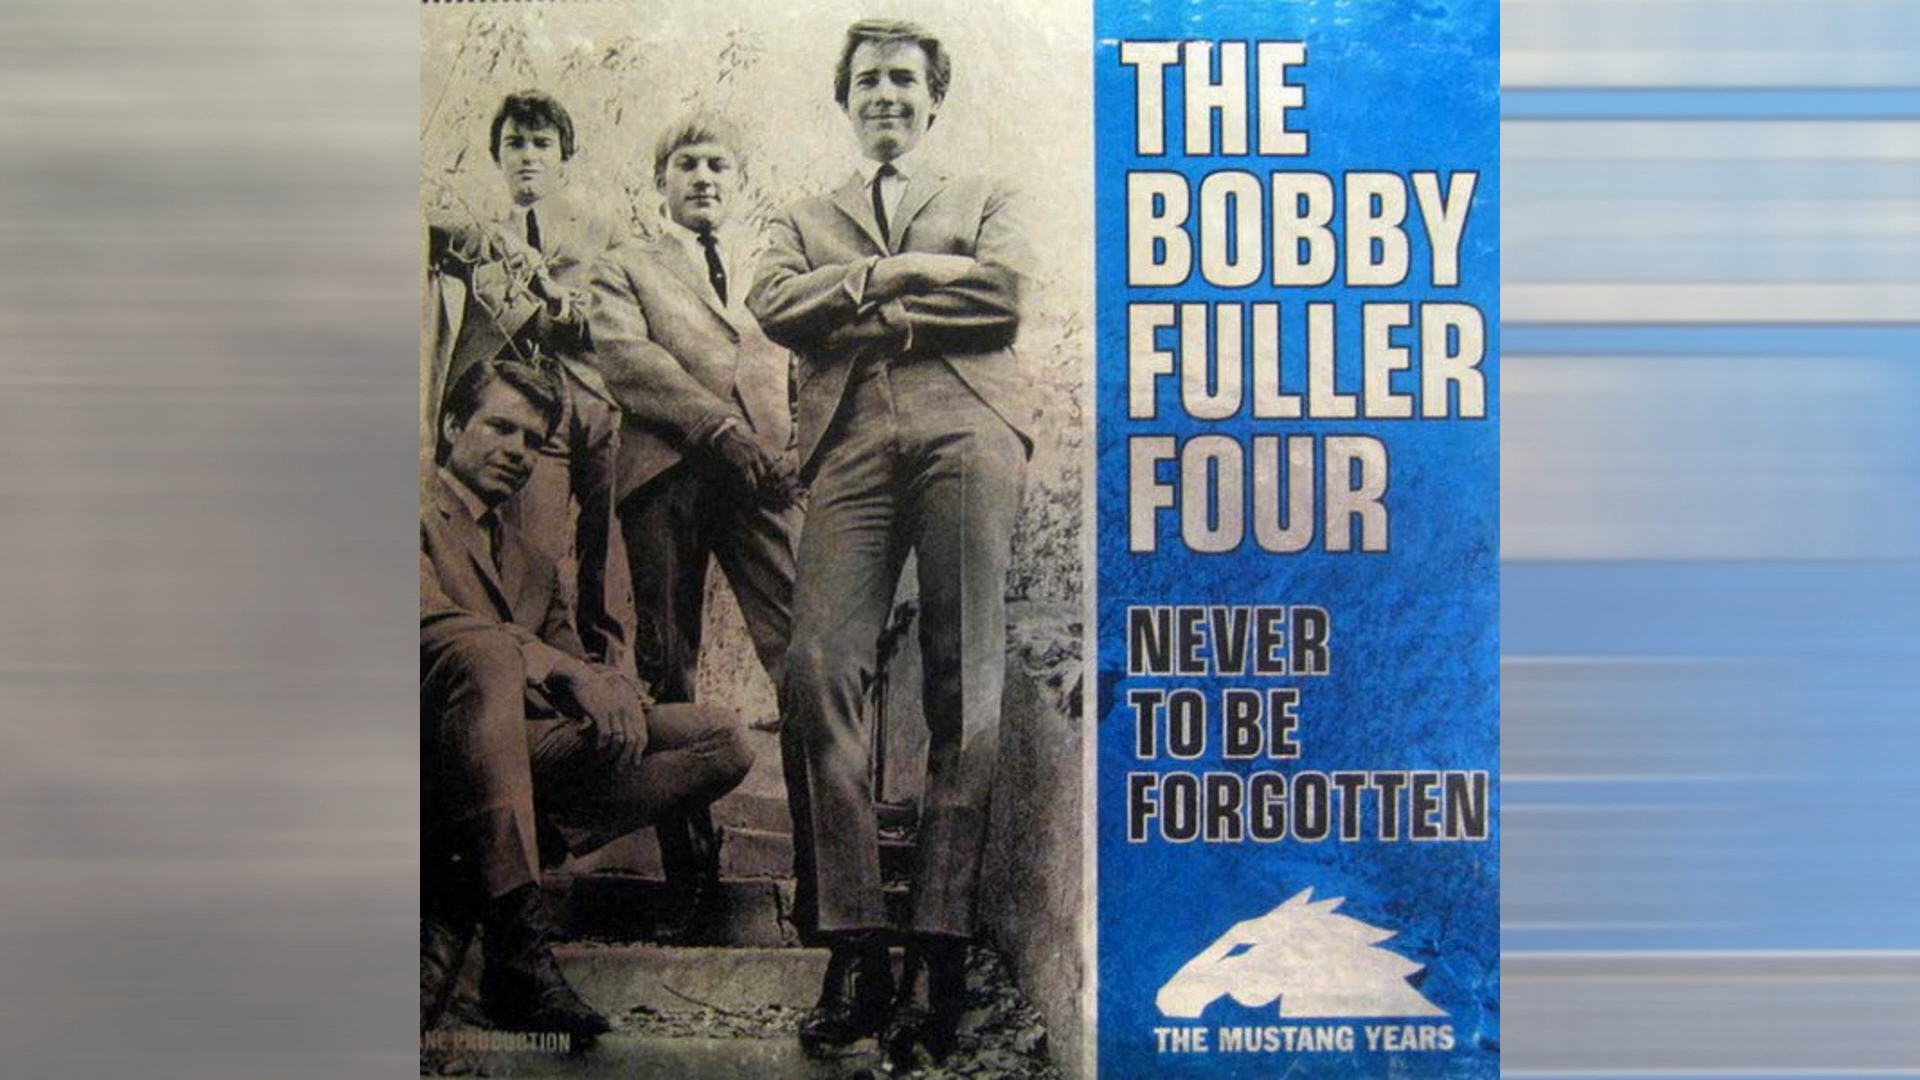 THE
BOBBY
FULLER
FOUR
NEVER
TO BE
FORGOTTEN
THE MUSTANG YEARS
PRODUCTION